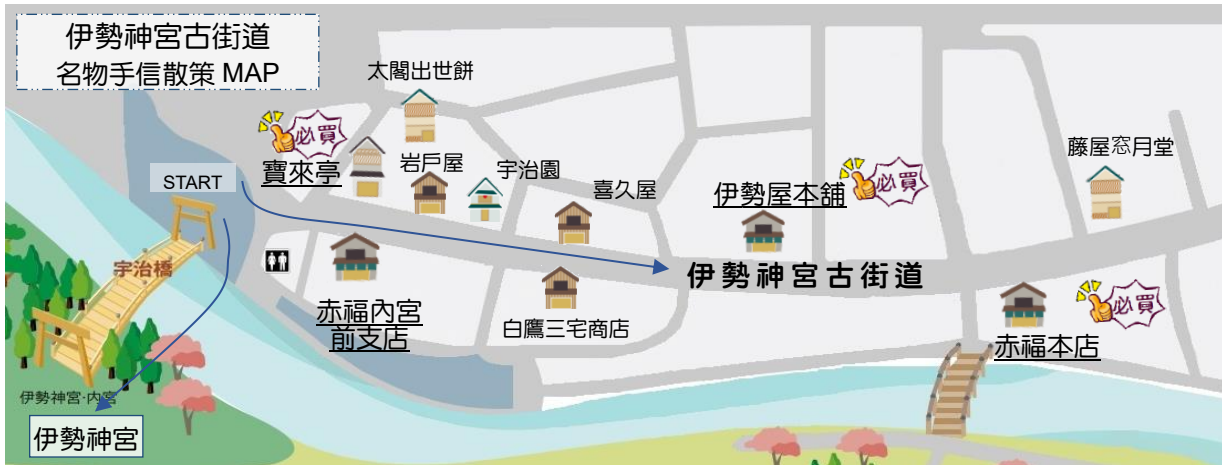 伊勢神宮古街道
名物手信散策 MAP
太閣出世餅
必買
寶來亭
岩戶屋
宇治園
喜久屋
伊勢屋本舖
必買
藤屋窓月堂
START
宇治橋
赤福內宮
前支店
白鷹三宅商店
伊勢神宮古街道
必買
赤福本店
伊勢神宮·內宮
伊勢神宮